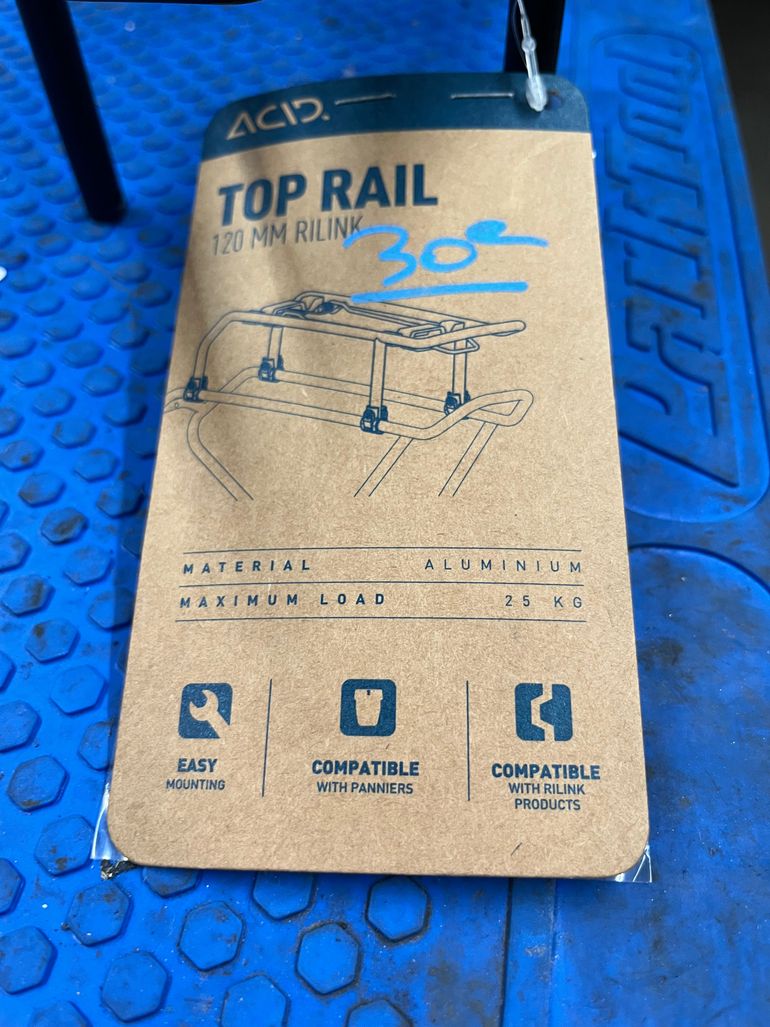 ACID.
TOP RAIL
120 MM RILINK
30€
MATERIAL ALUMINIUM
MAXIMUM LOAD 25 KG
EASY
MOUNTING
COMPATIBLE
WITH PANNIERS
COMPATIBLE
WITH RILINK
PRODUCTS